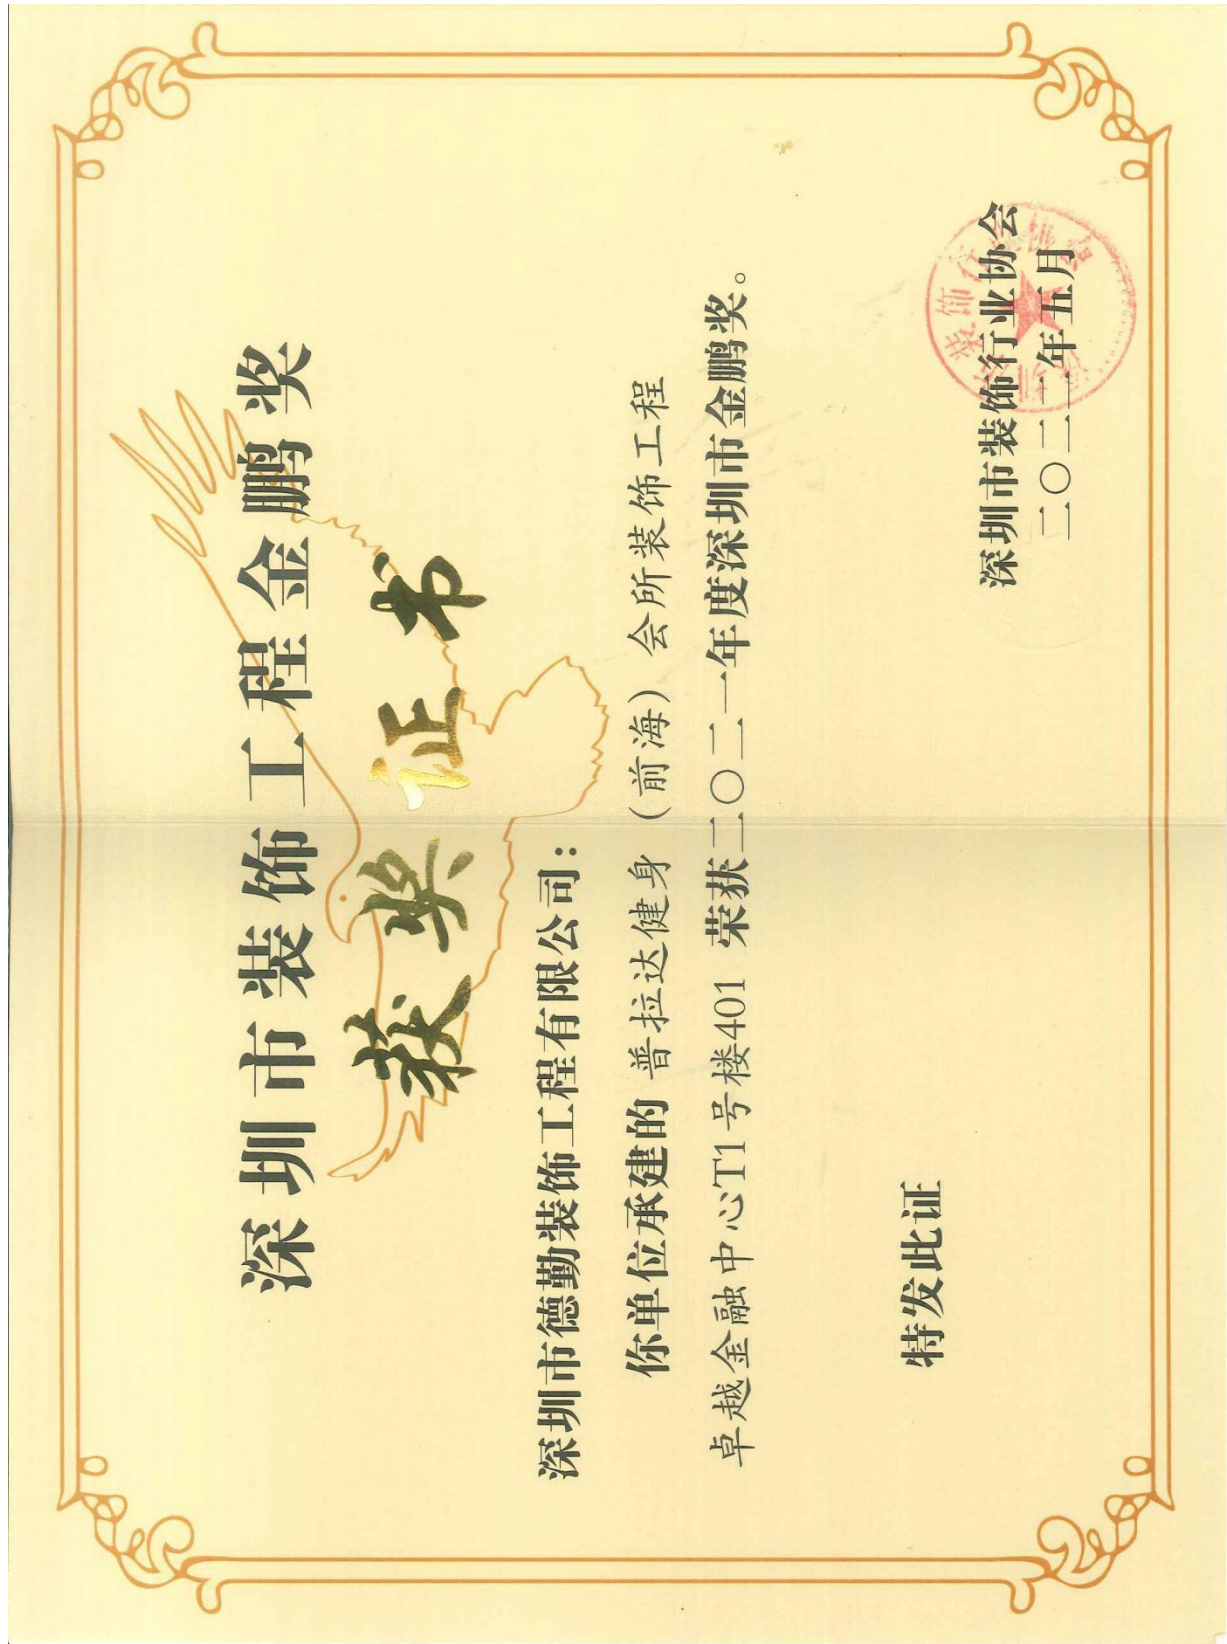 深圳市装饰工程金鹏奖
获奖证书
深圳市德勤装饰工程有限公司：
你单位承建的 普拉达健身（前海）会所装饰工程
卓越金融中心T1号楼401 荣获二〇二一年度深圳市金鹏奖。
特发此证
深圳市装饰行业协会
二〇二二年五月